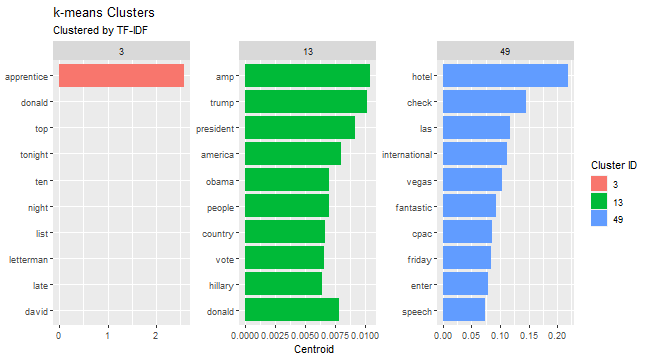 k-means Clusters
Clustered by TF-IDF
3
apprentice
donald
top
tonight
ten
night
list
letterman
late
david
0 1 2
13
amp
trump
president
america
obama
people
country
vote
hillary
donald
0.0000 0.0025 0.0050 0.0075 0.0100
49
hotel
check
las
international
vegas
fantastic
cpac
friday
enter
speech
0.00 0.05 0.10 0.15 0.20
Centroid
Cluster ID
3
13
49